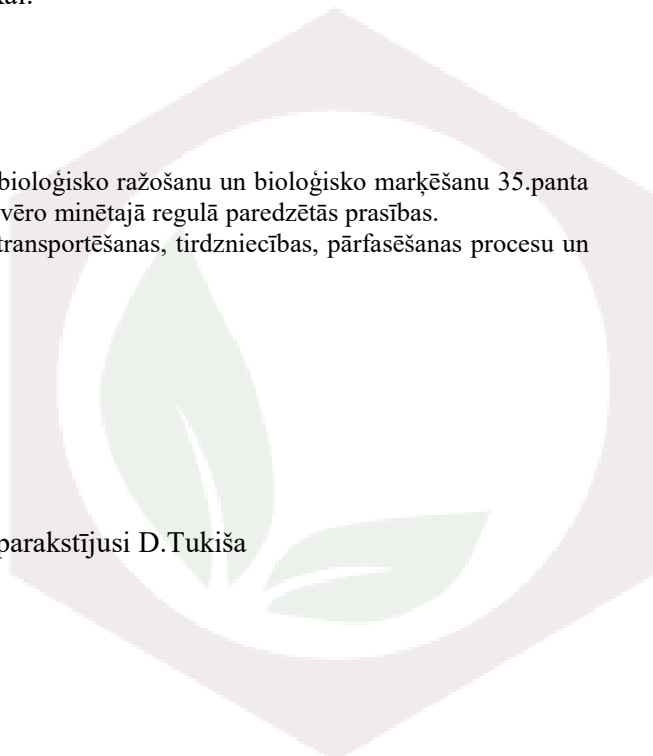 bioloģisko ražošanu un bioloģisko marķēšanu 35.panta
vēro minētajā regulā paredzētās prasības.
transportēšanas, tirdzniecības, pārfasēšanas procesu un
parakstījusi D.Tukiša